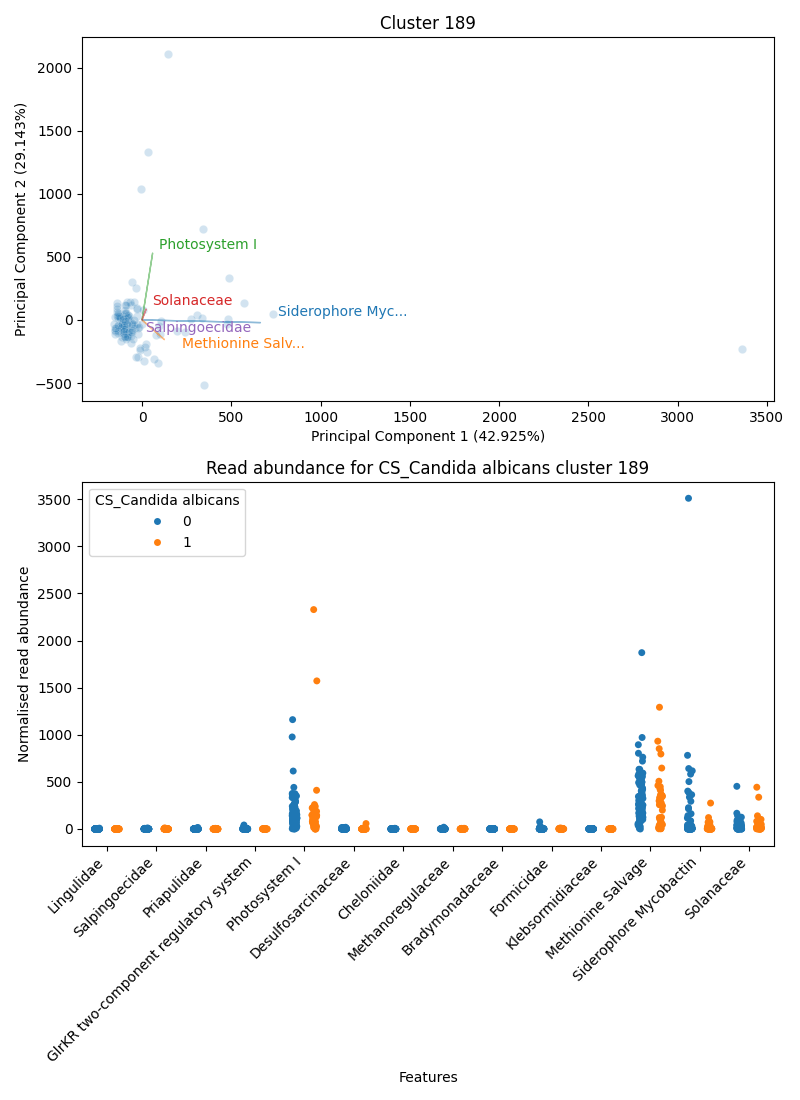 Cluster 189
Principal Component 2 (29.143%)
2000
1500
1000
500
0
−500
Photosystem I
Solanaceae
Siderophore Myc...
Salpingoecidae
Methionine Salv...
0 500 1000 1500 2000 2500 3000 3500
Principal Component 1 (42.925%)
Read abundance for CS_Candida albicans cluster 189
Normalised read abundance
3500
3000
2500
2000
1500
1000
500
0
CS_Candida albicans
0
1
Lingulidae
Salpingoecidae
Priapulidae
GlrKR two-component regulatory system
Photosystem I
Desulfosarcinaceae
Cheloniidae
Methanoregulaceae
Bradymonadaceae
Formicidae
Klebsormidiaceae
Methionine Salvage
Siderophore Mycobactin
Solanaceae
Features